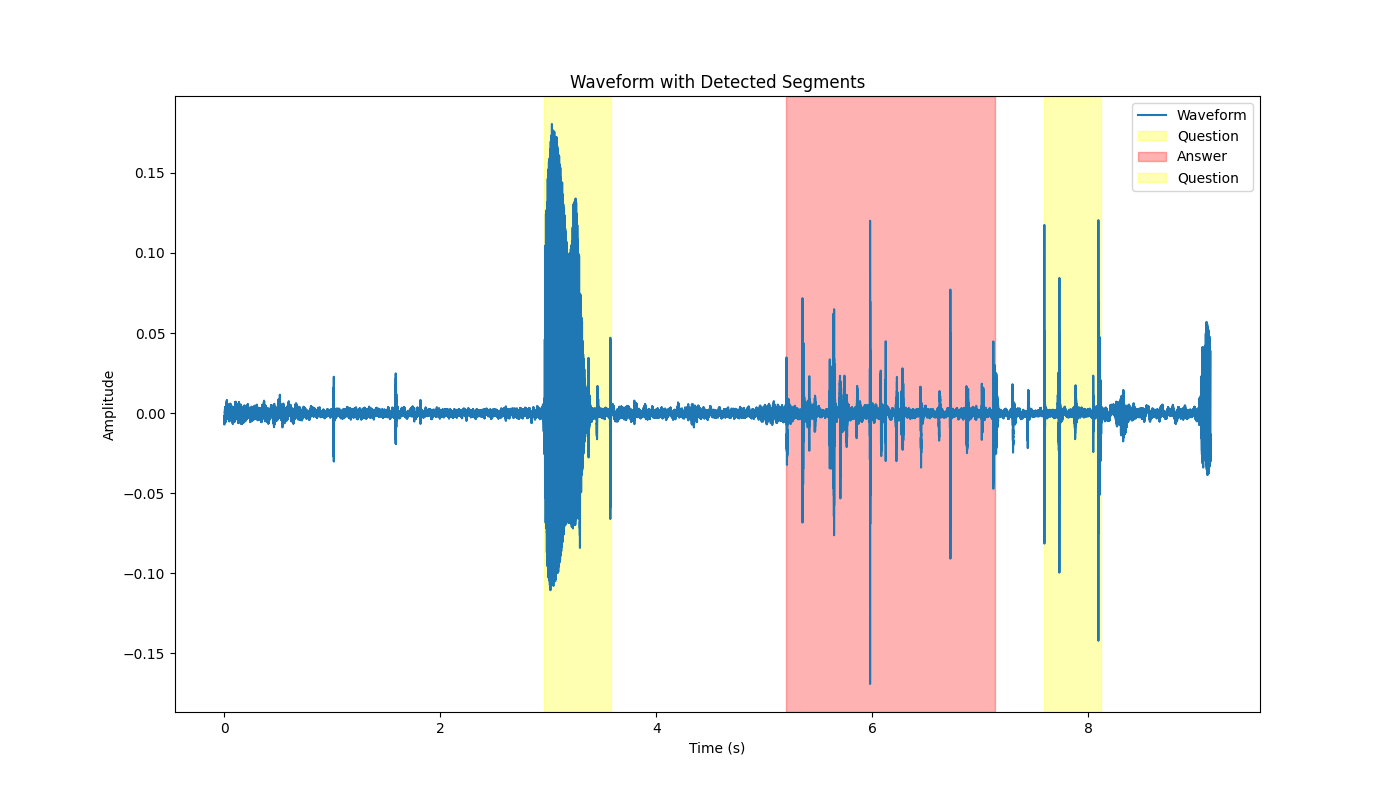 Waveform with Detected Segments
Waveform
Question
Answer
Question
0.15
0.10
0.05
0.00
−0.05
−0.10
−0.15
Amplitude
0 2 4 6 8
Time (s)